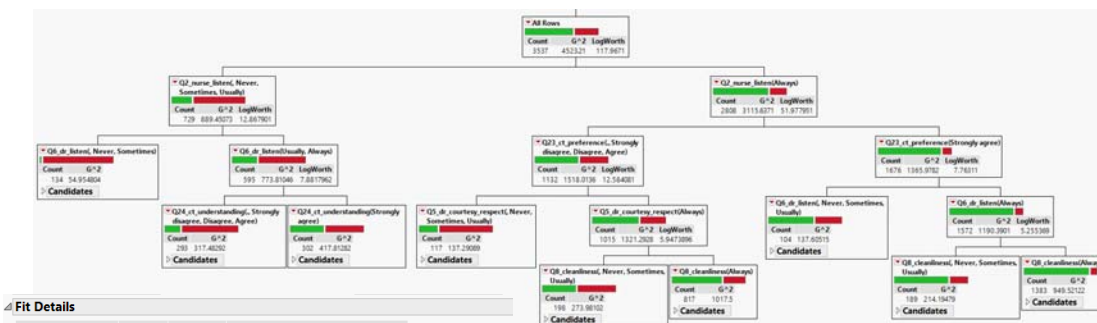 All Rows
Count G^2 LogWorth
3537 4523.21 117.9671
Q2_nurse_listen(, Never,
Sometimes, Usually)
Count G^2 LogWorth
729 889.45073 12.867901
Q2_nurse_listen(Always)
Count G^2 LogWorth
2808 3115.8371 51.977951
Q6_dr_listen(, Never, Sometimes)
Count G^2
134 54.954804
Candidates
Q6_dr_listen(Usually, Always)
Count G^2 LogWorth
595 773.81046 7.8817962
Q23_ct_preference(., Strongly
disagree, Disagree, Agree)
Count G^2 LogWorth
1132 1518.0136 12.584081
Q23_ct_preference(Strongly agree)
Count G^2 LogWorth
1676 1365.9782 7.76311
Q24_ct_understanding(., Strongly
disagree, Disagree, Agree)
Count G^2
293 317.48292
Candidates
Q24_ct_understanding(Strongly
agree)
Count G^2
302 417.81282
Candidates
Q5_dr_courtesy_respect(, Never,
Sometimes, Usually)
Count G^2
117 137.29089
Candidates
Q5_dr_courtesy_respect(Always)
Count G^2 LogWorth
1015 1321.2928 5.9473896
Q6_dr_listen(, Never, Sometimes,
Usually)
Count G^2
104 137.60515
Candidates
Q6_dr_listen(Always)
Count G^2 LogWorth
1572 1190.3901 5.255369
Q8_cleanliness(, Never, Sometimes,
Usually)
Count G^2
198 273.98102
Candidates
Q8_cleanliness(Always)
Count G^2
817 1017.5
Candidates
Q8_cleanliness(, Never, Sometimes,
Usually)
Count G^2
189 214.19479
Candidates
Q8_cleanliness(Alway
Count G^2
1383 949.52122
Candidates
Fit Details